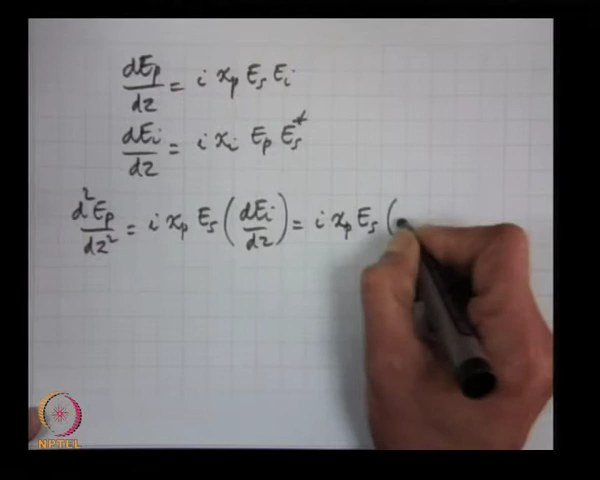 dEp/dz = i χp Es Ei
dEi/dz = i χi Ep Es*
d²Ep/dz² = i χp Es (dEi/dz) = i χp Es (
NPTEL